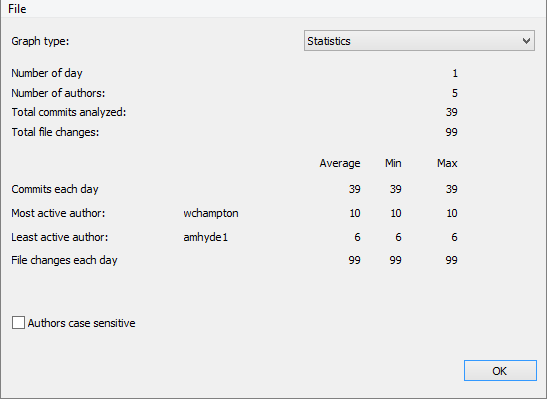 File
Graph type: Statistics
Number of day 1
Number of authors: 5
Total commits analyzed: 39
Total file changes: 99
Average Min Max
Commits each day 39 39 39
Most active author: wchampton 10 10 10
Least active author: amhyde1 6 6 6
File changes each day 99 99 99
Authors case sensitive
OK